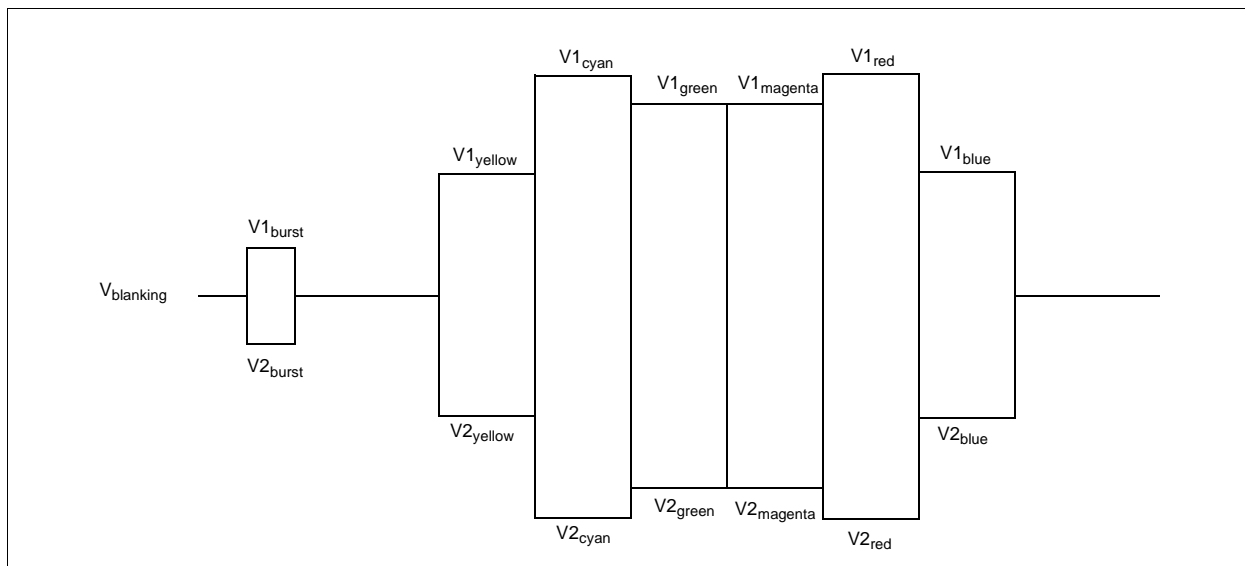 V1cyan
V1red
V1green
V1magenta
V1yellow
V1blue
V1burst
Vblanking
V2burst
V2yellow
V2blue
V2green
V2magenta
V2cyan
V2red